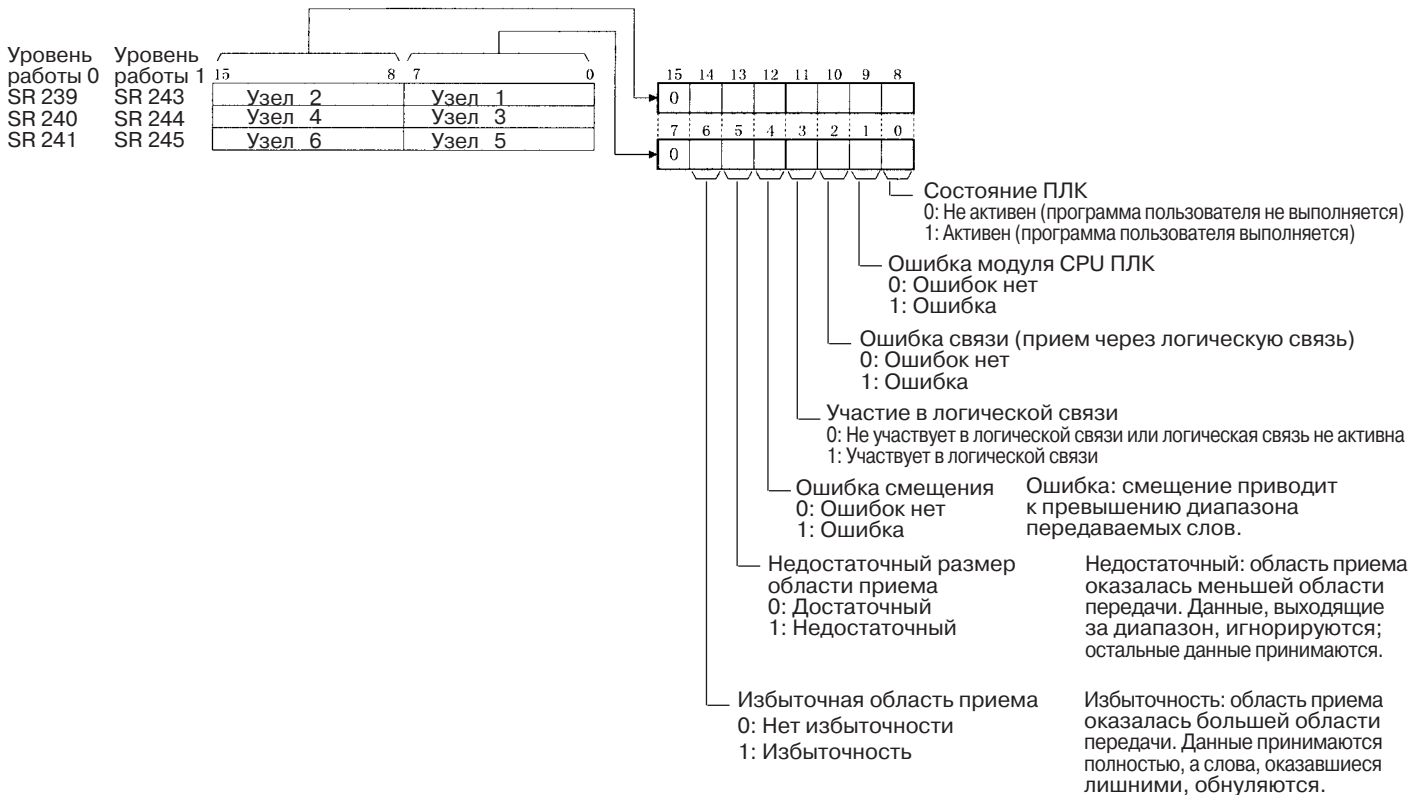 Уровень Уровень
работы 0 работы 1 15 8 7 0
SR 239 SR 243 Узел 2 Узел 1
SR 240 SR 244 Узел 4 Узел 3
SR 241 SR 245 Узел 6 Узел 5
15 14 13 12 11 10 9 8
0
7 6 5 4 3 2 1 0
0
Состояние ПЛК
0: Не активен (программа пользователя не выполняется)
1: Активен (программа пользователя выполняется)
Ошибка модуля CPU ПЛК
0: Ошибок нет
1: Ошибка
Ошибка связи (прием через логическую связь)
0: Ошибок нет
1: Ошибка
Участие в логической связи
0: Не участвует в логической связи или логическая связь не активна
1: Участвует в логической связи
Ошибка смещения
0: Ошибок нет
1: Ошибка
Ошибка: смещение приводит
к превышению диапазона
передаваемых слов.
Недостаточный размер
области приема
0: Достаточный
1: Недостаточный
Недостаточный: область приема
оказалась меньшей области
передачи. Данные, выходящие
за диапазон, игнорируются;
остальные данные принимаются.
Избыточная область приема
0: Нет избыточности
1: Избыточность
Избыточность: область приема
оказалась большей области
передачи. Данные принимаются
полностью, а слова, оказавшиеся
лишними, обнуляются.